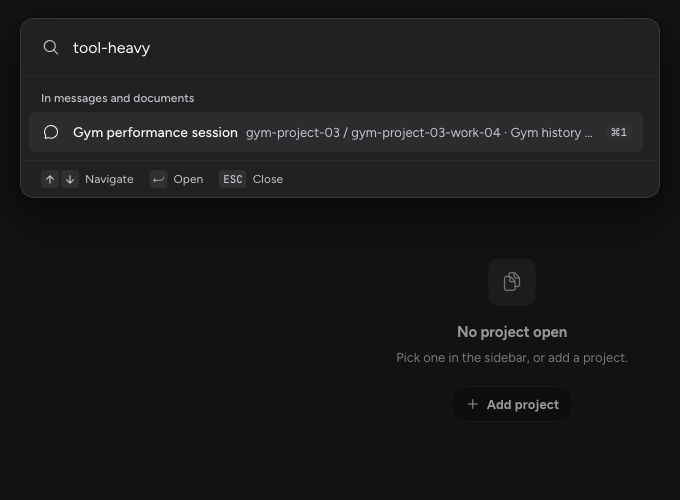 tool-heavy
In messages and documents
Gym performance session gym-project-03 / gym-project-03-work-04 · Gym history ... ⌘1
↑ ↓ Navigate ↩ Open ESC Close
No project open
Pick one in the sidebar, or add a project.
+ Add project